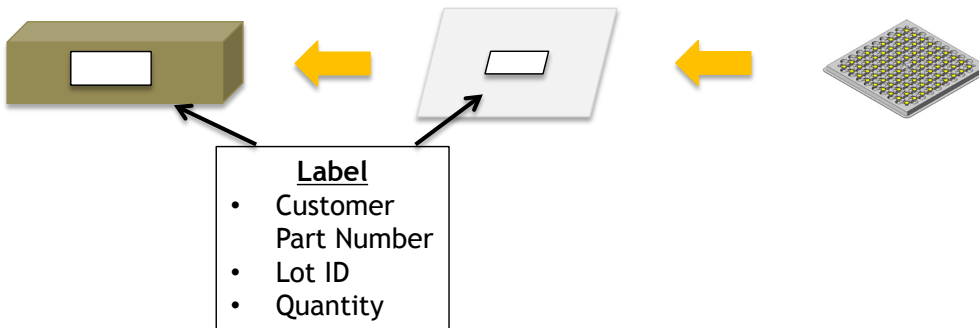 Label
• Customer
Part Number
• Lot ID
• Quantity